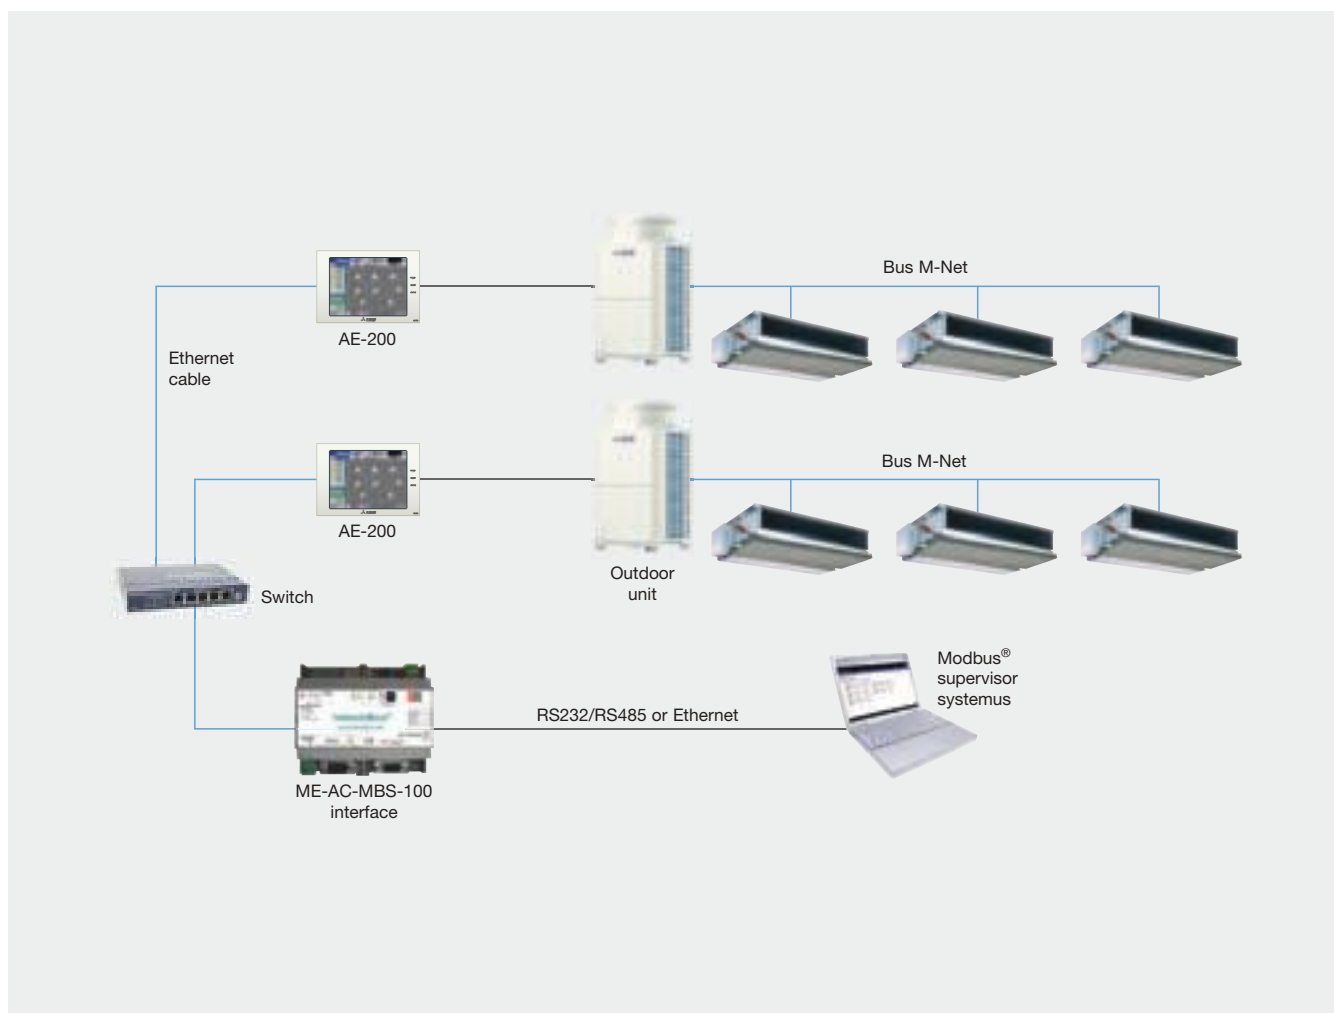 Bus M-Net
AE-200
Ethernet
cable
Bus M-Net
AE-200
Outdoor
unit
Switch
Modbus®
supervisor
systemus
RS232/RS485 or Ethernet
ME-AC-MBS-100
interface